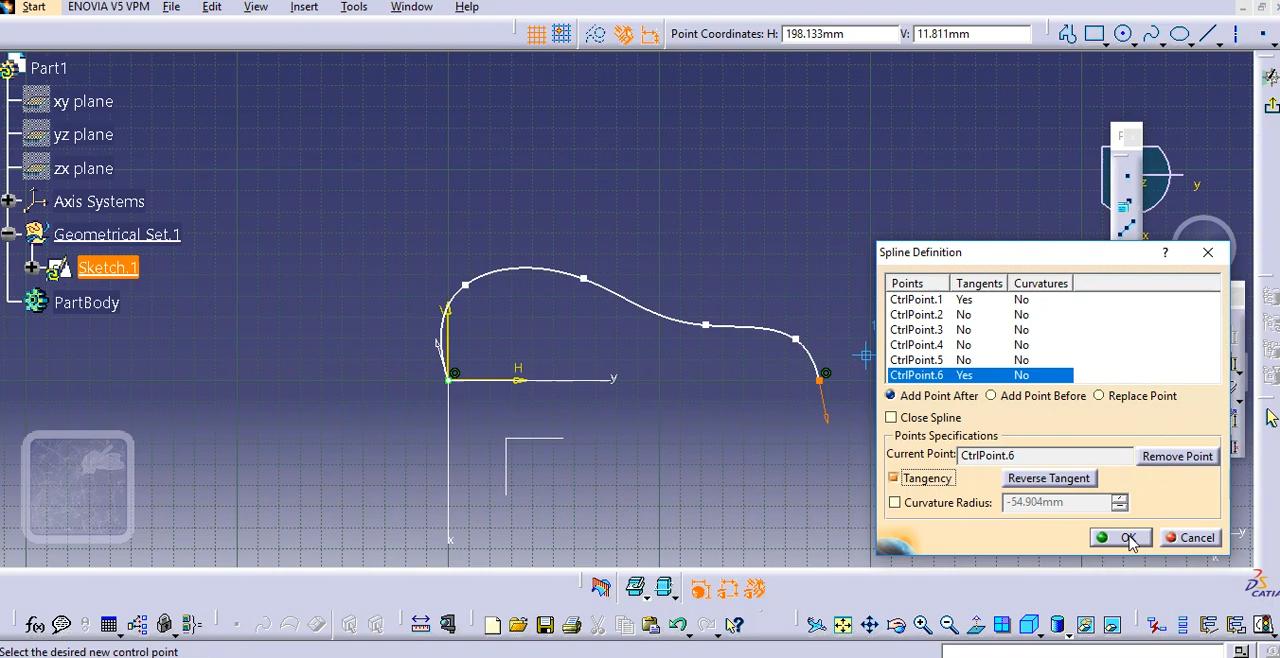 Start ENOVIA V5 VPM File Edit View Insert Tools Window Help
Point Coordinates: H: 198.133mm V: 11.811mm
Part1
xy plane
yz plane
zx plane
Axis Systems
Geometrical Set.1
Sketch.1
PartBody
V
H
y
x
P
z
y
x
Spline Definition ? ×
Points Tangents Curvatures
CtrlPoint.1 Yes No
CtrlPoint.2 No No
CtrlPoint.3 No No
CtrlPoint.4 No No
CtrlPoint.5 No No
CtrlPoint.6 Yes No
Add Point After Add Point Before Replace Point
Close Spline
Points Specifications
Current Point: CtrlPoint.6 Remove Point
Tangency Reverse Tangent
Curvature Radius: -54.904mm
OK Cancel
y
x
f(x)
CATIA
Select the desired new control point